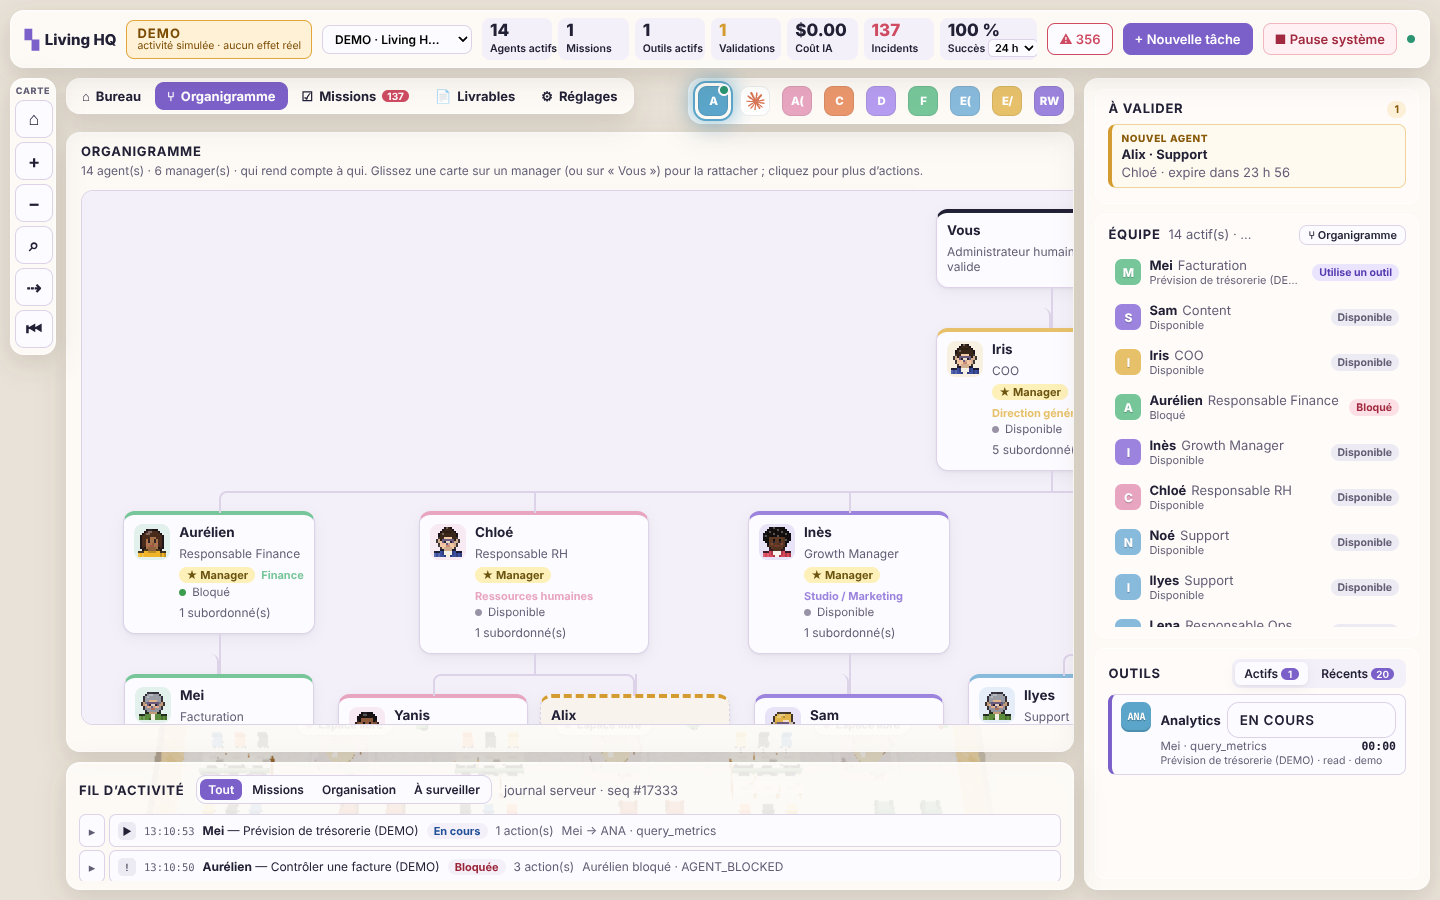 Living HQ
DEMO
activité simulée · aucun effet réel
DEMO · Living H...
14
Agents actifs
1
Missions
1
Outils actifs
1
Validations
$0.00
Coût IA
137
Incidents
100 %
Succès 24 h
356
+ Nouvelle tâche
Pause système
CARTE
Bureau
Organigramme
Missions 137
Livrables
Réglages
A
A(
C
D
F
E(
E/
RW
ORGANIGRAMME
14 agent(s) · 6 manager(s) · qui rend compte à qui. Glissez une carte sur un manager (ou sur « Vous ») pour la rattacher ; cliquez pour plus d'actions.
Vous
Administrateur humain
valide
Iris
COO
★ Manager
Direction génér
Disponible
5 subordonné(
Aurélien
Responsable Finance
★ Manager Finance
Bloqué
1 subordonné(s)
Chloé
Responsable RH
★ Manager
Ressources humaines
Disponible
1 subordonné(s)
Inès
Growth Manager
★ Manager
Studio / Marketing
Disponible
1 subordonné(s)
Mei
Facturation
Yanis
Alix
Sam
Ilyes
Support
FIL D'ACTIVITÉ
Tout
Missions
Organisation
À surveiller
journal serveur · seq #17333
13:10:53 Mei — Prévision de trésorerie (DEMO) En cours 1 action(s) Mei → ANA · query_metrics
! 13:10:50 Aurélien — Contrôler une facture (DEMO) Bloquée 3 action(s) Aurélien bloqué · AGENT_BLOCKED
À VALIDER
1
NOUVEL AGENT
Alix · Support
Chloé · expire dans 23 h 56
ÉQUIPE 14 actif(s) · ...
Organigramme
M
Mei Facturation
Prévision de trésorerie (DE...
Utilise un outil
S
Sam Content
Disponible
Disponible
I
Iris COO
Disponible
Disponible
A
Aurélien Responsable Finance
Bloqué
Bloqué
I
Inès Growth Manager
Disponible
Disponible
C
Chloé Responsable RH
Disponible
Disponible
N
Noé Support
Disponible
Disponible
I
Ilyes Support
Disponible
Disponible
Lena Responsable Ops
OUTILS
Actifs 1
Récents 20
ANA
Analytics
EN COURS
Mei · query_metrics
00:00
Prévision de trésorerie (DEMO) · read · demo